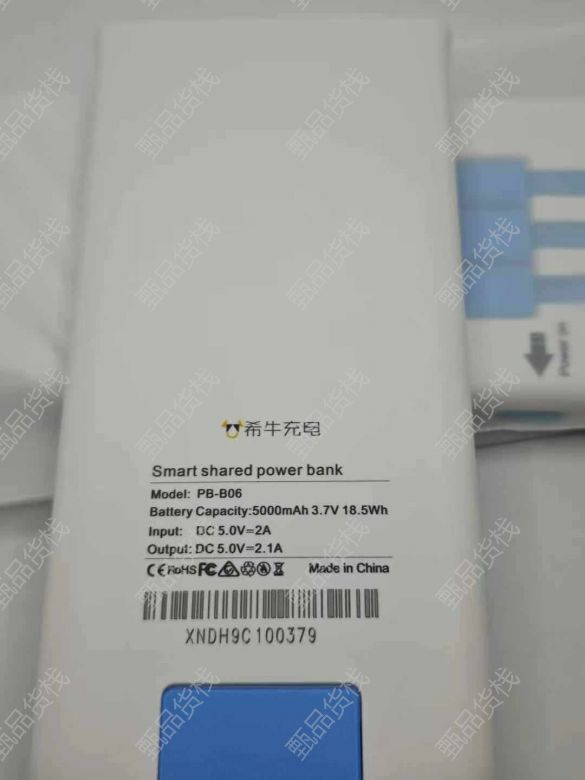 希牛充电
Smart shared power bank
Model: PB-B06
Battery Capacity:5000mAh 3.7V 18.5Wh
Input: DC 5.0V=2A
Output: DC 5.0V=2.1A
CE RoHS FC
Made in China
XNDH9C100379
Power on
甄品货栈